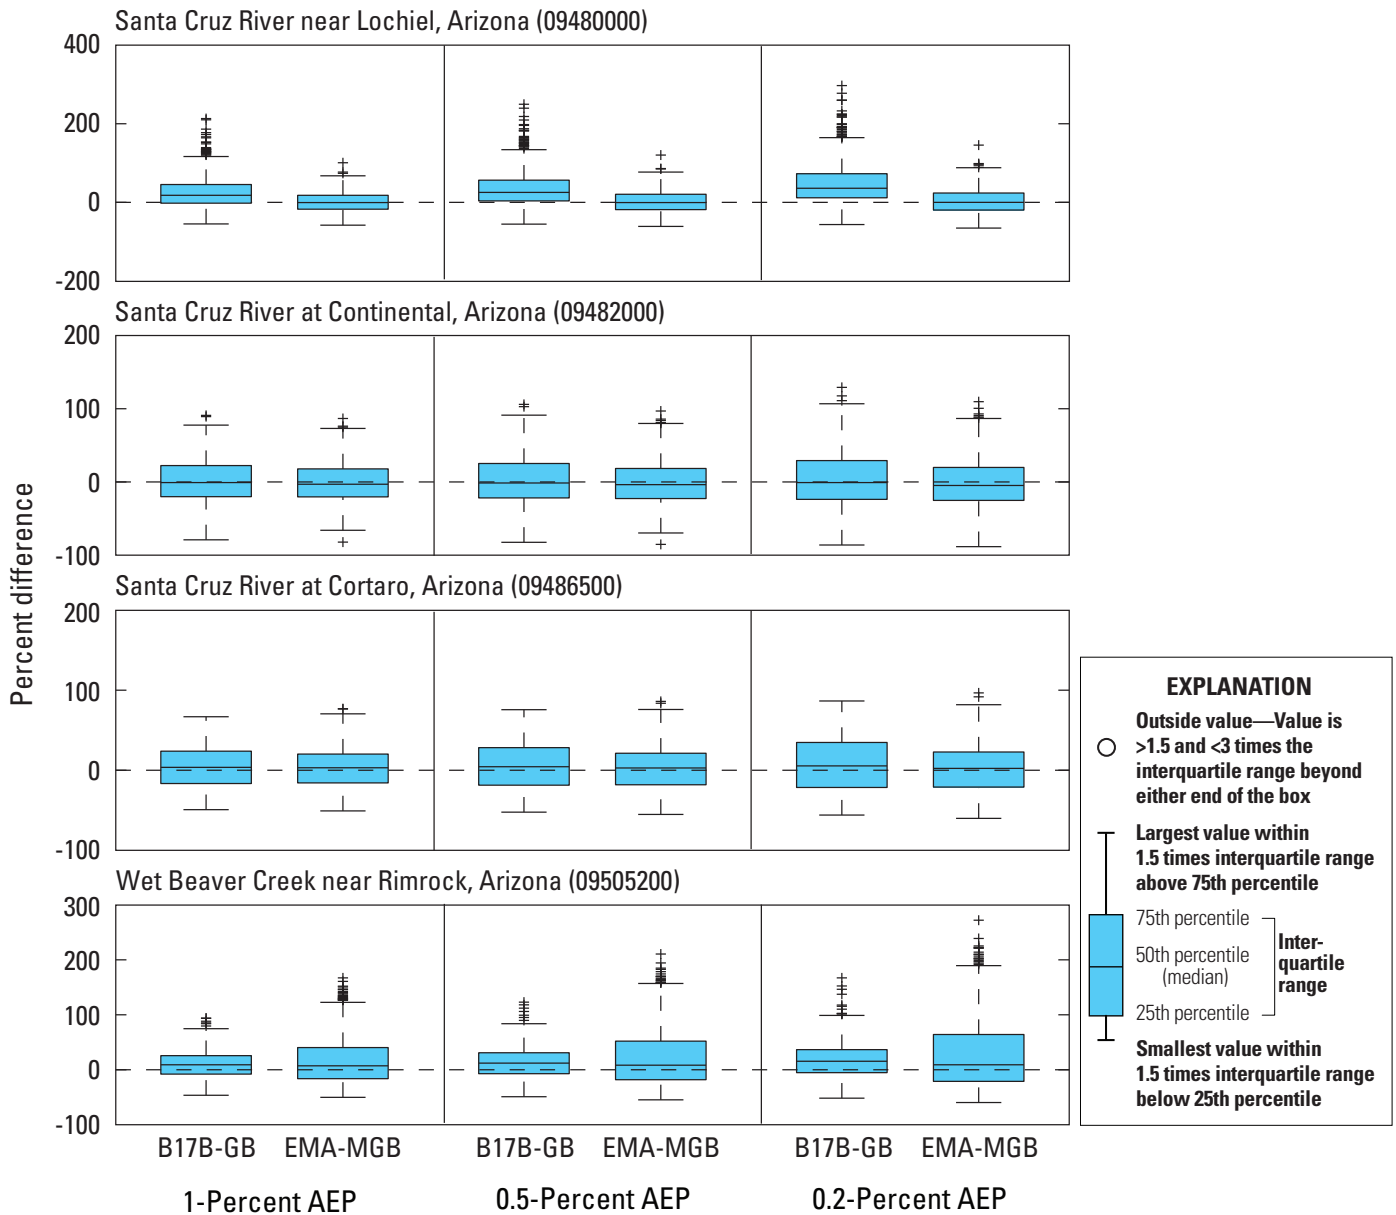 Santa Cruz River near Lochiel, Arizona (09480000)
400
200
0
-200
Santa Cruz River at Continental, Arizona (09482000)
200
100
0
-100
Santa Cruz River at Cortaro, Arizona (09486500)
200
100
0
-100
Wet Beaver Creek near Rimrock, Arizona (09505200)
300
200
100
0
-100
Percent difference
B17B-GB EMA-MGB B17B-GB EMA-MGB B17B-GB EMA-MGB
1-Percent AEP 0.5-Percent AEP 0.2-Percent AEP
EXPLANATION
Outside value—Value is
>1.5 and <3 times the
interquartile range beyond
either end of the box
Largest value within
1.5 times interquartile range
above 75th percentile
75th percentile
50th percentile
(median)
25th percentile
Inter-
quartile
range
Smallest value within
1.5 times interquartile range
below 25th percentile